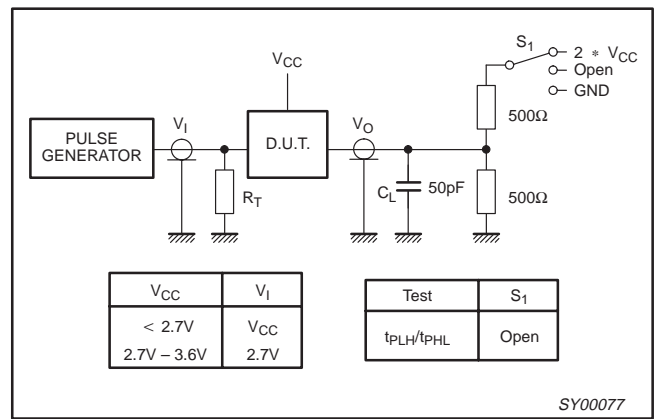 S1
2 * VCC
Open
GND
VCC
500Ω
PULSE
GENERATOR
VI
D.U.T.
VO
RT
CL
50pF
500Ω
VCC VI
< 2.7V VCC
2.7V – 3.6V 2.7V
Test S1
tPLH/tPHL Open
SY00077